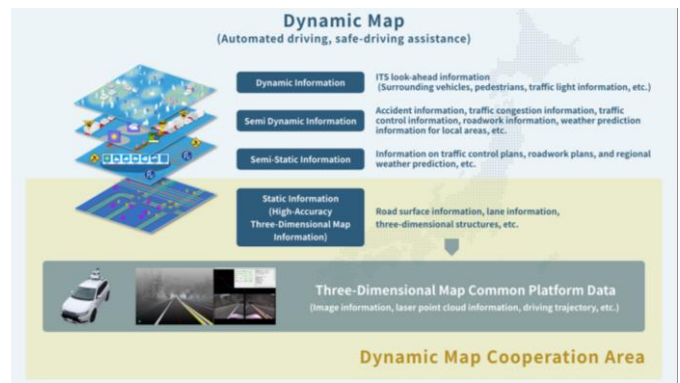 Dynamic Map
(Automated driving, safe-driving assistance)
Dynamic Information
ITS look-ahead information
(Surrounding vehicles, pedestrians, traffic light information, etc.)
Semi Dynamic Information
Accident information, traffic congestion information, traffic
control information, roadwork information, weather prediction
information for local areas, etc.
Semi-Static Information
Information on traffic control plans, roadwork plans, and regional
weather prediction, etc.
Static Information
(High-Accuracy
Three-Dimensional Map
Information)
Road surface information, lane information,
three-dimensional structures, etc.
Three-Dimensional Map Common Platform Data
(Image information, laser point cloud information, driving trajectory, etc.)
Dynamic Map Cooperation Area